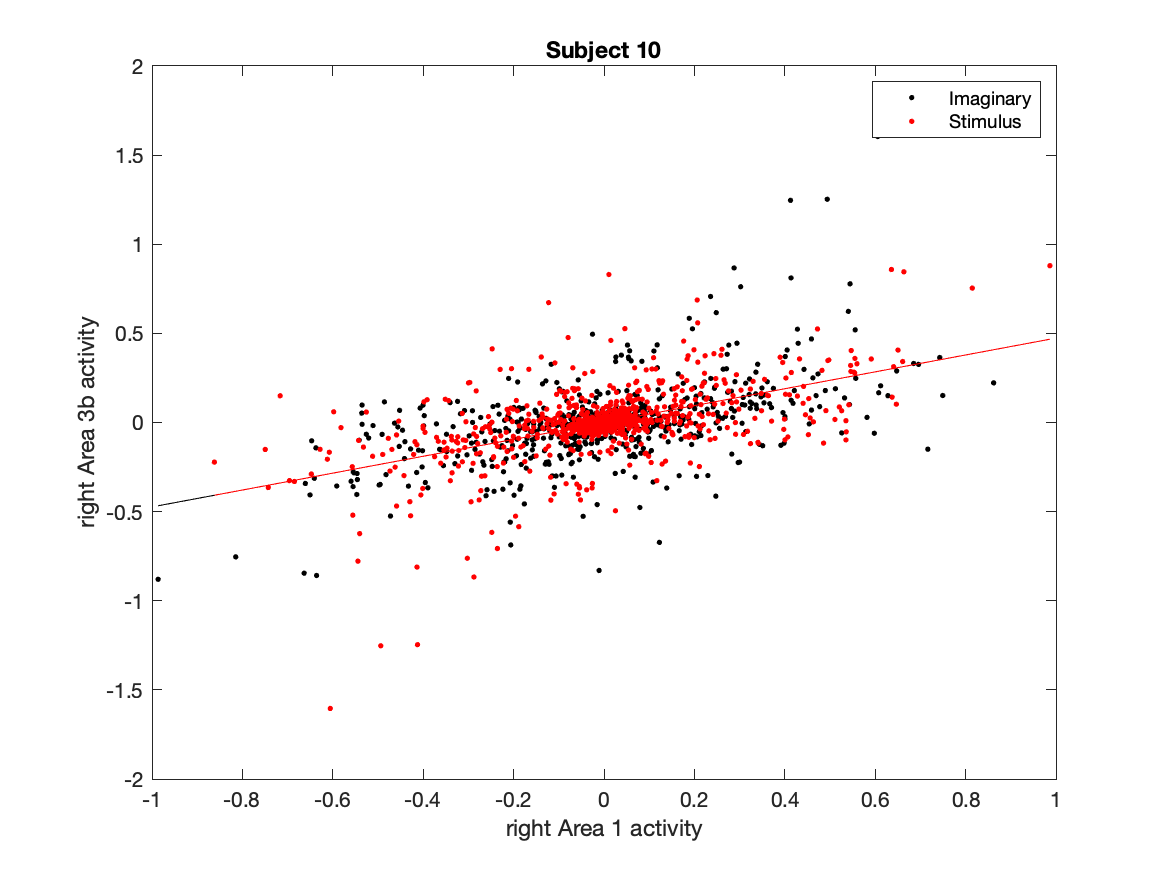 Subject 10
2
1.5
1
0.5
0
-0.5
-1
-1.5
-2
right Area 3b activity
Imaginary
Stimulus
-1 -0.8 -0.6 -0.4 -0.2 0 0.2 0.4 0.6 0.8 1
right Area 1 activity